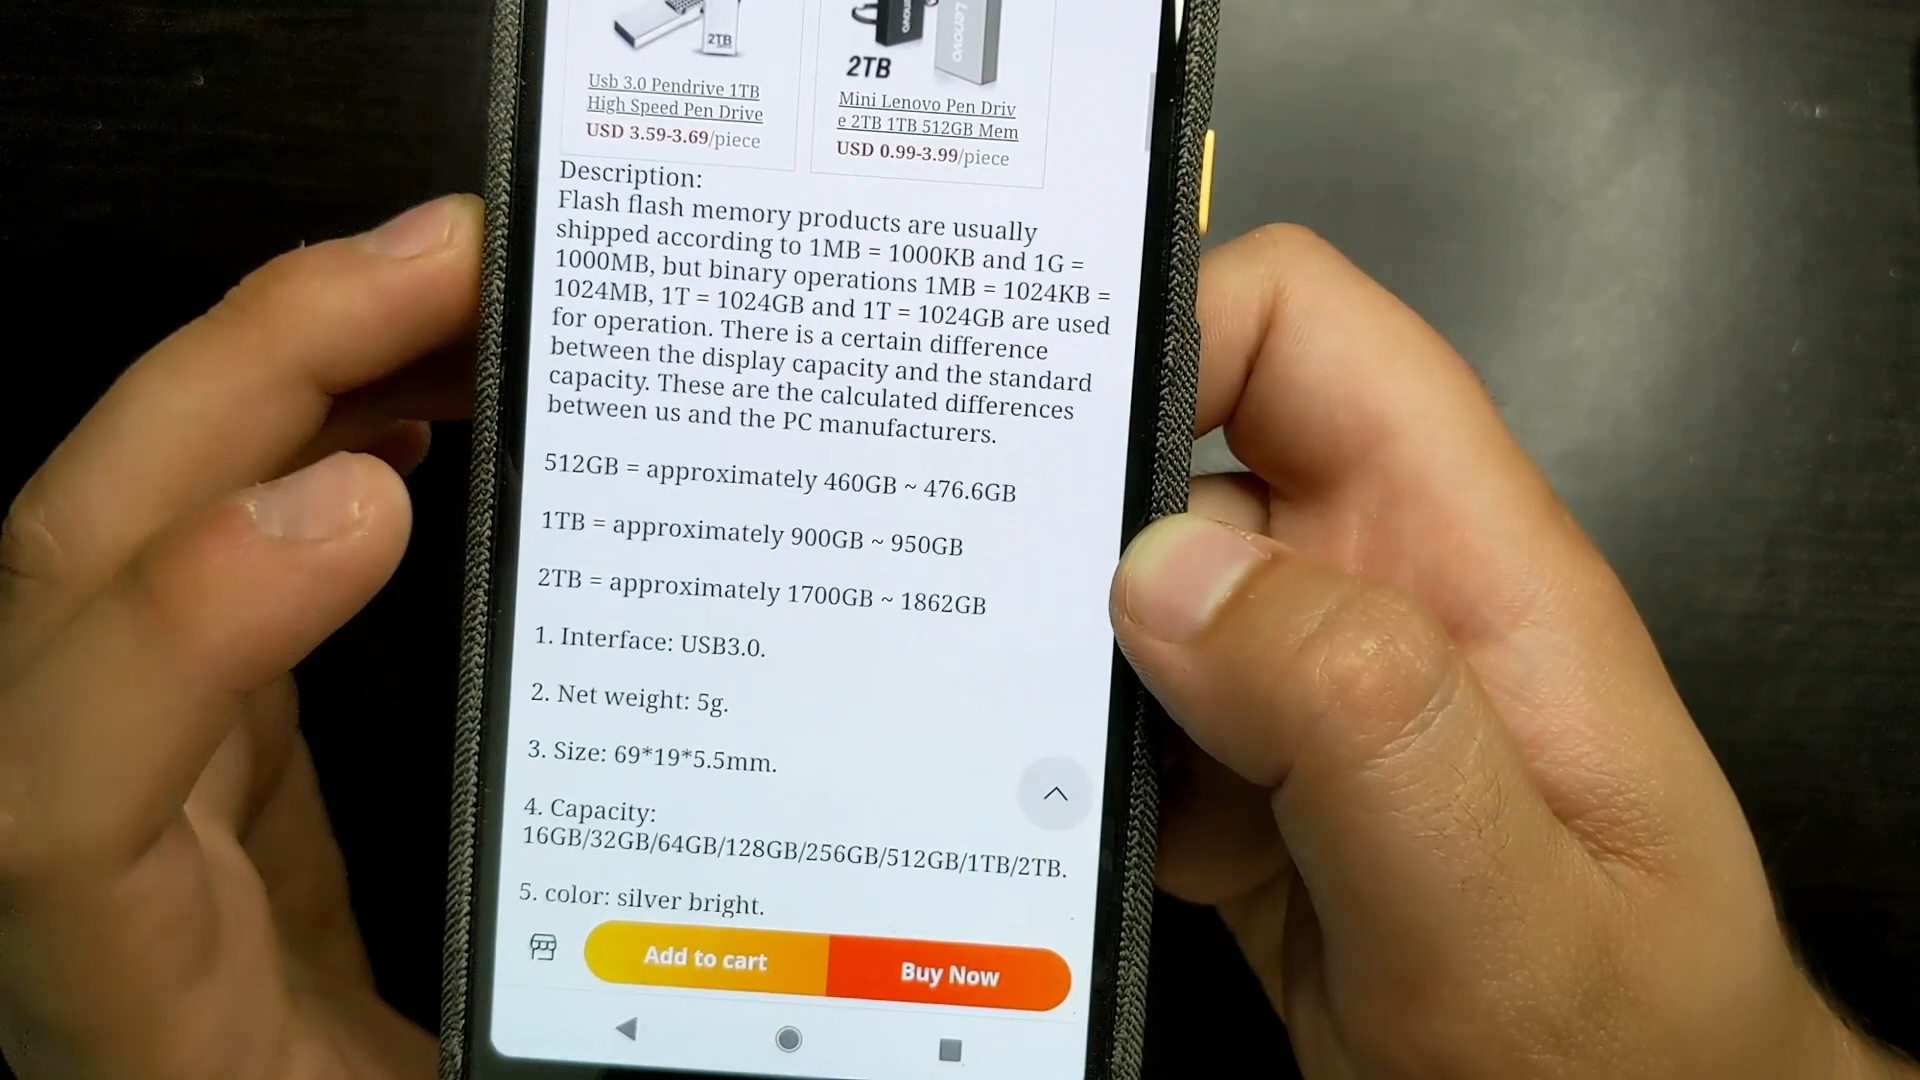 2TB
Lenovo
2TB
Usb 3.0 Pendrive 1TB
High Speed Pen Drive
USD 3.59-3.69/piece
Mini Lenovo Pen Driv
e 2TB 1TB 512GB Mem
USD 0.99-3.99/piece
Description:
Flash flash memory products are usually
shipped according to 1MB = 1000KB and 1G =
1000MB, but binary operations 1MB = 1024KB =
1024MB, 1T = 1024GB and 1T = 1024GB are used
for operation. There is a certain difference
between the display capacity and the standard
capacity. These are the calculated differences
between us and the PC manufacturers.
512GB = approximately 460GB ~ 476.6GB
1TB = approximately 900GB ~ 950GB
2TB = approximately 1700GB ~ 1862GB
1. Interface: USB3.0.
2. Net weight: 5g.
3. Size: 69*19*5.5mm.
4. Capacity:
16GB/32GB/64GB/128GB/256GB/512GB/1TB/2TB.
5. color: silver bright.
Add to cart
Buy Now